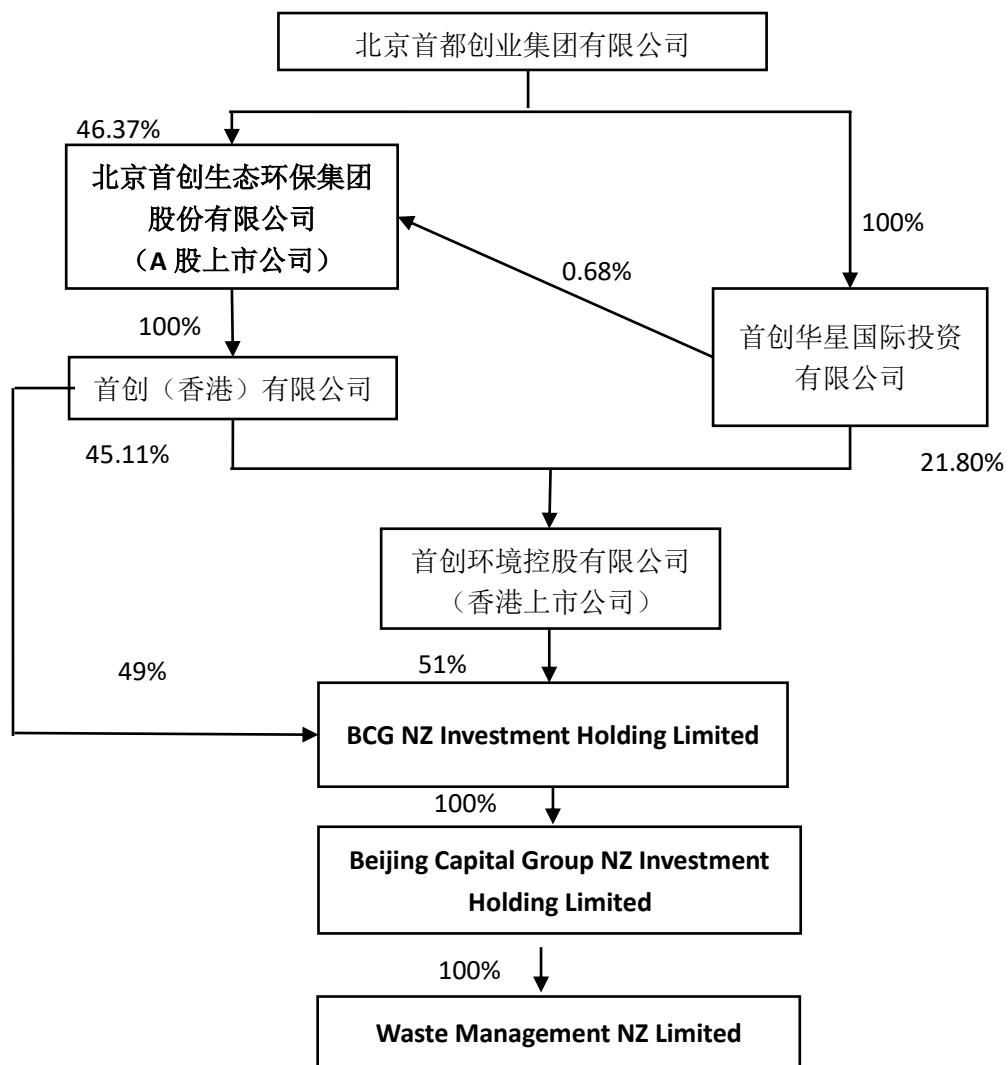 北京首都创业集团有限公司
46.37%
北京首创生态环保集团
股份有限公司
（A 股上市公司）
100%
0.68%
100%
首创华星国际投资
有限公司
首创（香港）有限公司
45.11%
21.80%
首创环境控股有限公司
（香港上市公司）
49%
51%
BCG NZ Investment Holding Limited
100%
Beijing Capital Group NZ Investment
Holding Limited
100%
Waste Management NZ Limited